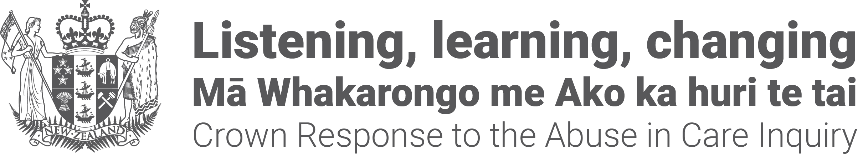 Listening, learning, changing
Mā Whakarongo me Ako ka huri te tai
Crown Response to the Abuse in Care Inquiry
NEW ZEALAND